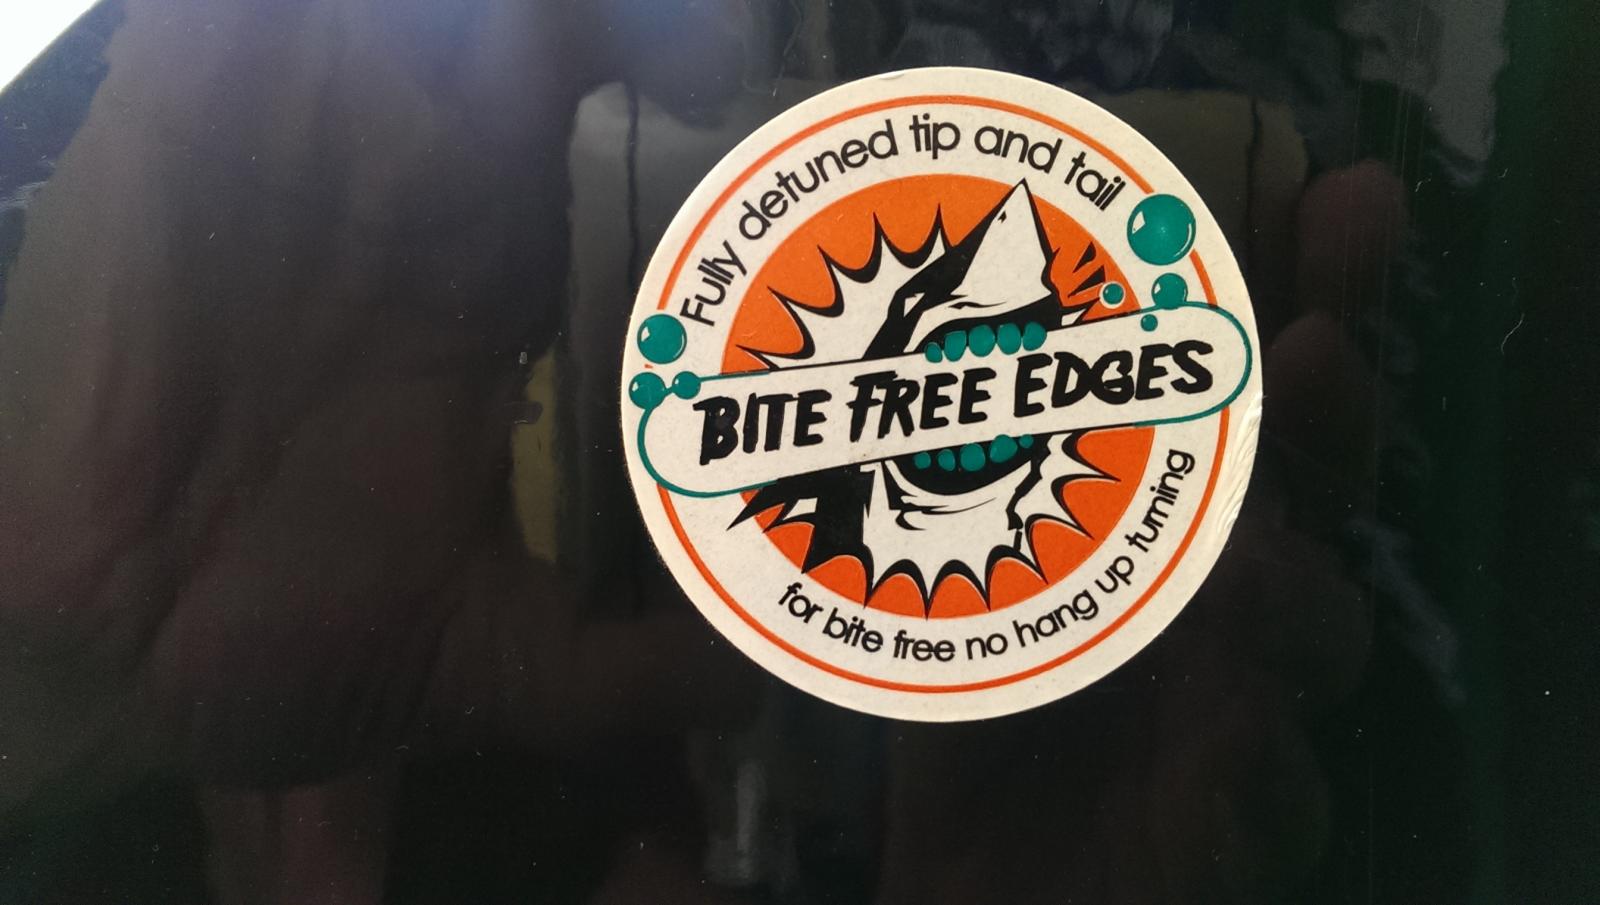 Fully detuned tip and tail
BITE FREE EDGES
for bite free no hang up turning